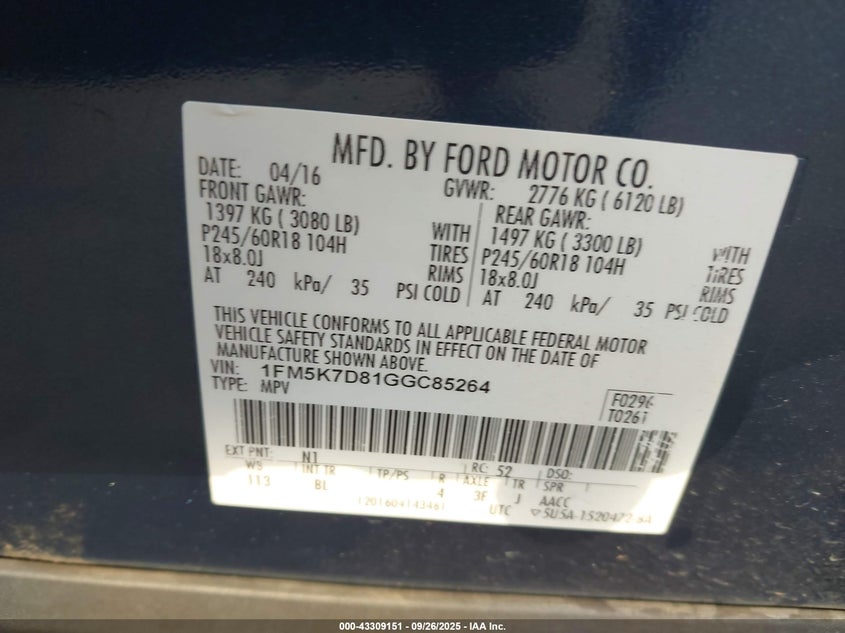 MFD. BY FORD MOTOR CO.
DATE: 04/16 GVWR: 2776 KG ( 6120 LB)
FRONT GAWR: REAR GAWR:
1397 KG ( 3080 LB) WITH 1497 KG ( 3300 LB) WITH
P245/60R18 104H TIRES P245/60R18 104H TIRES
18x8.0J RIMS 18x8.0J RIMS
AT 240 kPa/ 35 PSI COLD AT 240 kPa/ 35 PSI COLD
THIS VEHICLE CONFORMS TO ALL APPLICABLE FEDERAL MOTOR
VEHICLE SAFETY STANDARDS IN EFFECT ON THE DATE OF
MANUFACTURE SHOWN ABOVE.
VIN: 1FM5K7D81GGC85264
TYPE: MPV
F0296
T0261
EXT PNT: N1 RC: 52 DSO:
WB INT TR TP/PS R AXLE TR SPR
113 BL 4 3F J AACC
1201604143461 UTC
000-43309151 - 09/26/2025 - IAA Inc.